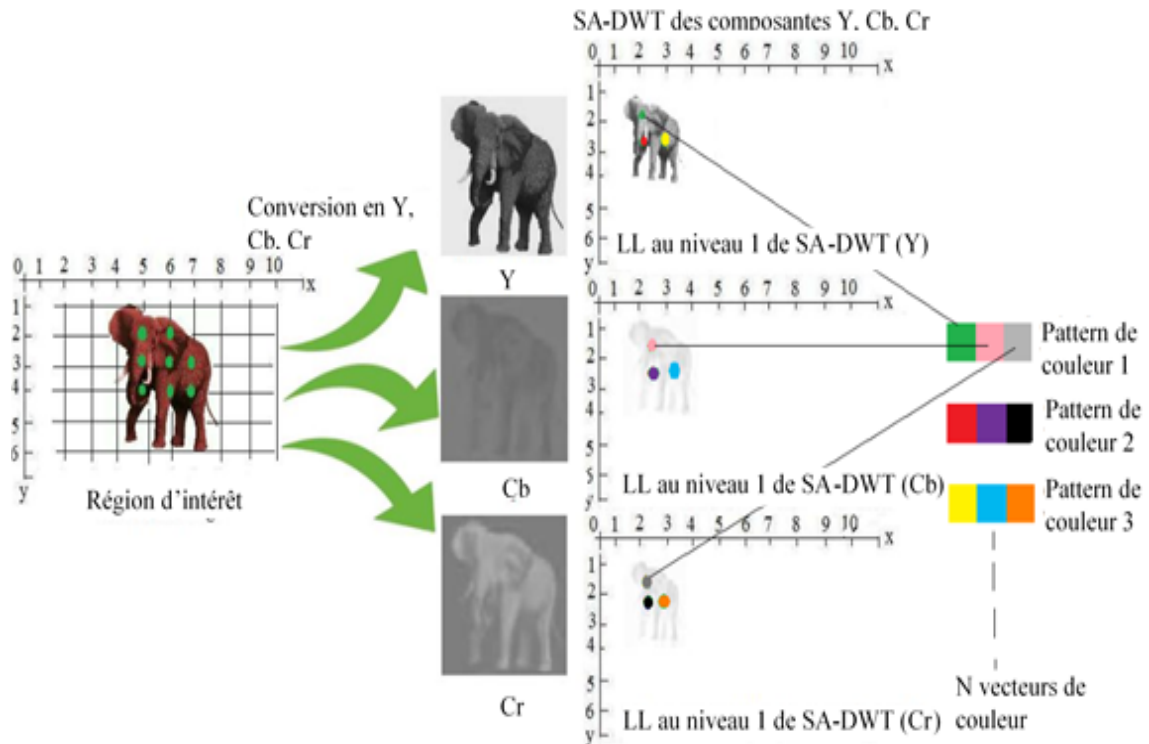 SA-DWT des composantes Y, Cb, Cr
0 1 2 3 4 5 6 7 8 9 10
x
1
2
3
4
5
6
y
LL au niveau 1 de SA-DWT (Y)
Conversion en Y,
Cb, Cr
0 1 2 3 4 5 6 7 8 9 10
x
1
2
3
4
5
6
y
Région d'intérêt
Y
Cb
Cr
0 1 2 3 4 5 6 7 8 9 10
x
1
2
3
4
5
6
y
LL au niveau 1 de SA-DWT (Cb)
0 1 2 3 4 5 6 7 8 9 10
x
1
2
3
4
5
6
y
LL au niveau 1 de SA-DWT (Cr)
Pattern de
couleur 1
Pattern de
couleur 2
Pattern de
couleur 3
N vecteurs de
couleur